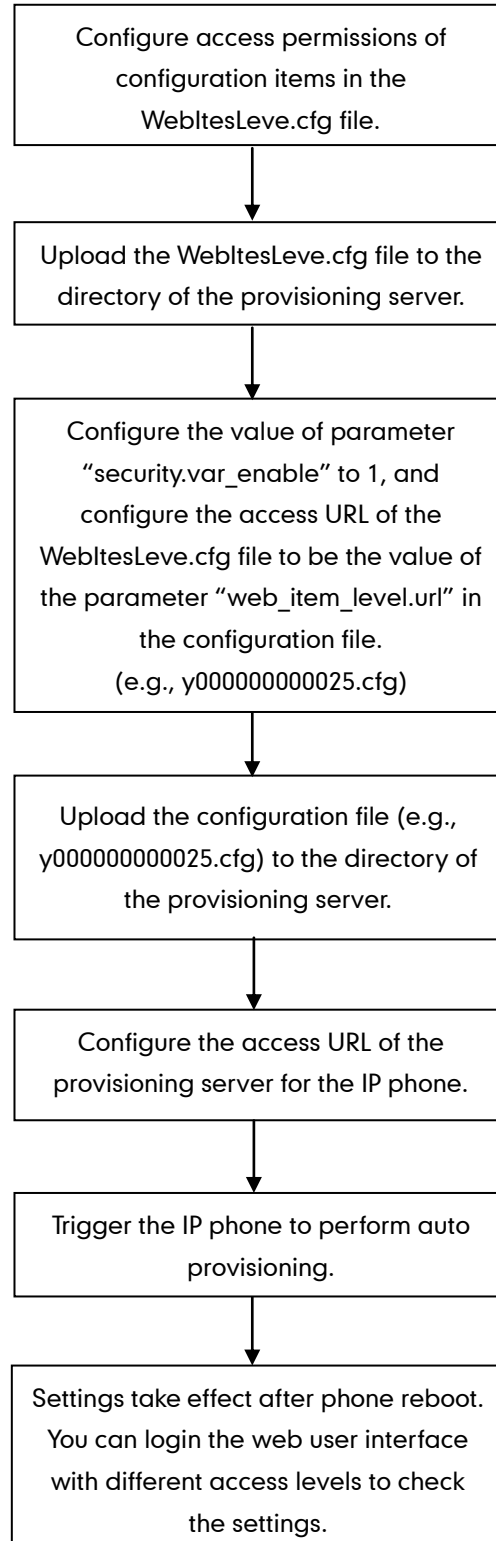 Configure access permissions of
configuration items in the
WebItesLeve.cfg file.
Upload the WebItesLeve.cfg file to the
directory of the provisioning server.
Configure the value of parameter
“security.var_enable” to 1, and
configure the access URL of the
WebItesLeve.cfg file to be the value of
the parameter “web_item_level.url” in
the configuration file.
(e.g., y000000000025.cfg)
Upload the configuration file (e.g.,
y000000000025.cfg) to the directory of
the provisioning server.
Configure the access URL of the
provisioning server for the IP phone.
Trigger the IP phone to perform auto
provisioning.
Settings take effect after phone reboot.
You can login the web user interface
with different access levels to check
the settings.